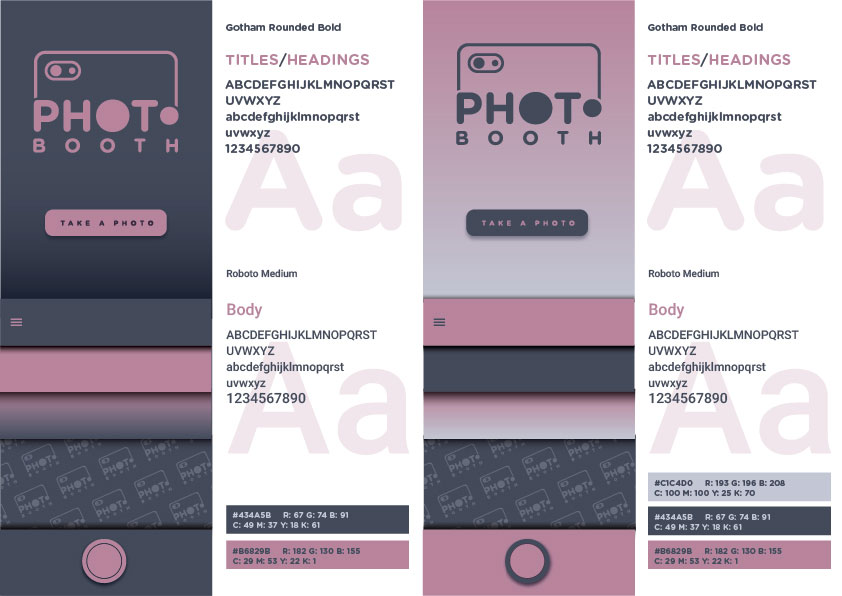 PHOTO
BOOTH
TAKE A PHOTO
Gotham Rounded Bold
TITLES/HEADINGS
ABCDEFGHIJKLMNOPQRST
UVWXYZ
abcdefghijklmnopqrst
uvwxyz
1234567890
Aa
Roboto Medium
Body
ABCDEFGHIJKLMNOPQRST
UVWXYZ
abcdefghijklmnopqrst
uvwxyz
1234567890
Aa
#434A5B R: 67 G: 74 B: 91
C: 49 M: 37 Y: 18 K: 61
#B6829B R: 182 G: 130 B: 155
C: 29 M: 53 Y: 22 K: 1
PHOTO
BOOTH
TAKE A PHOTO
Gotham Rounded Bold
TITLES/HEADINGS
ABCDEFGHIJKLMNOPQRST
UVWXYZ
abcdefghijklmnopqrst
uvwxyz
1234567890
Aa
Roboto Medium
Body
ABCDEFGHIJKLMNOPQRST
UVWXYZ
abcdefghijklmnopqrst
uvwxyz
1234567890
Aa
#C1C4D0 R: 193 G: 196 B: 208
C: 100 M: 100 Y: 25 K: 70
#434A5B R: 67 G: 74 B: 91
C: 49 M: 37 Y: 18 K: 61
#B6829B R: 182 G: 130 B: 155
C: 29 M: 53 Y: 22 K: 1